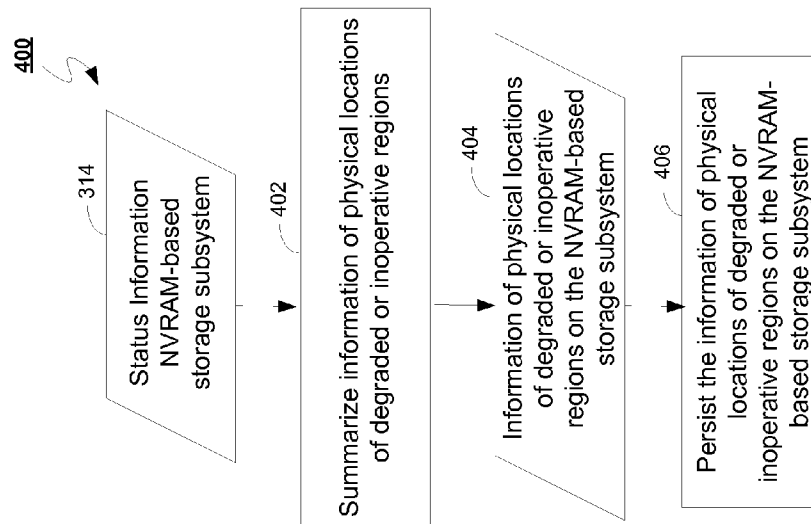 400
314
Status Information
NVRAM-based
storage subsystem
402
Summarize information of physical locations
of degraded or inoperative regions
404
Information of physical locations
of degraded or inoperative
regions on the NVRAM-based
storage subsystem
406
Persist the information of physical
locations of degraded or
inoperative regions on the NVRAM-
based storage subsystem